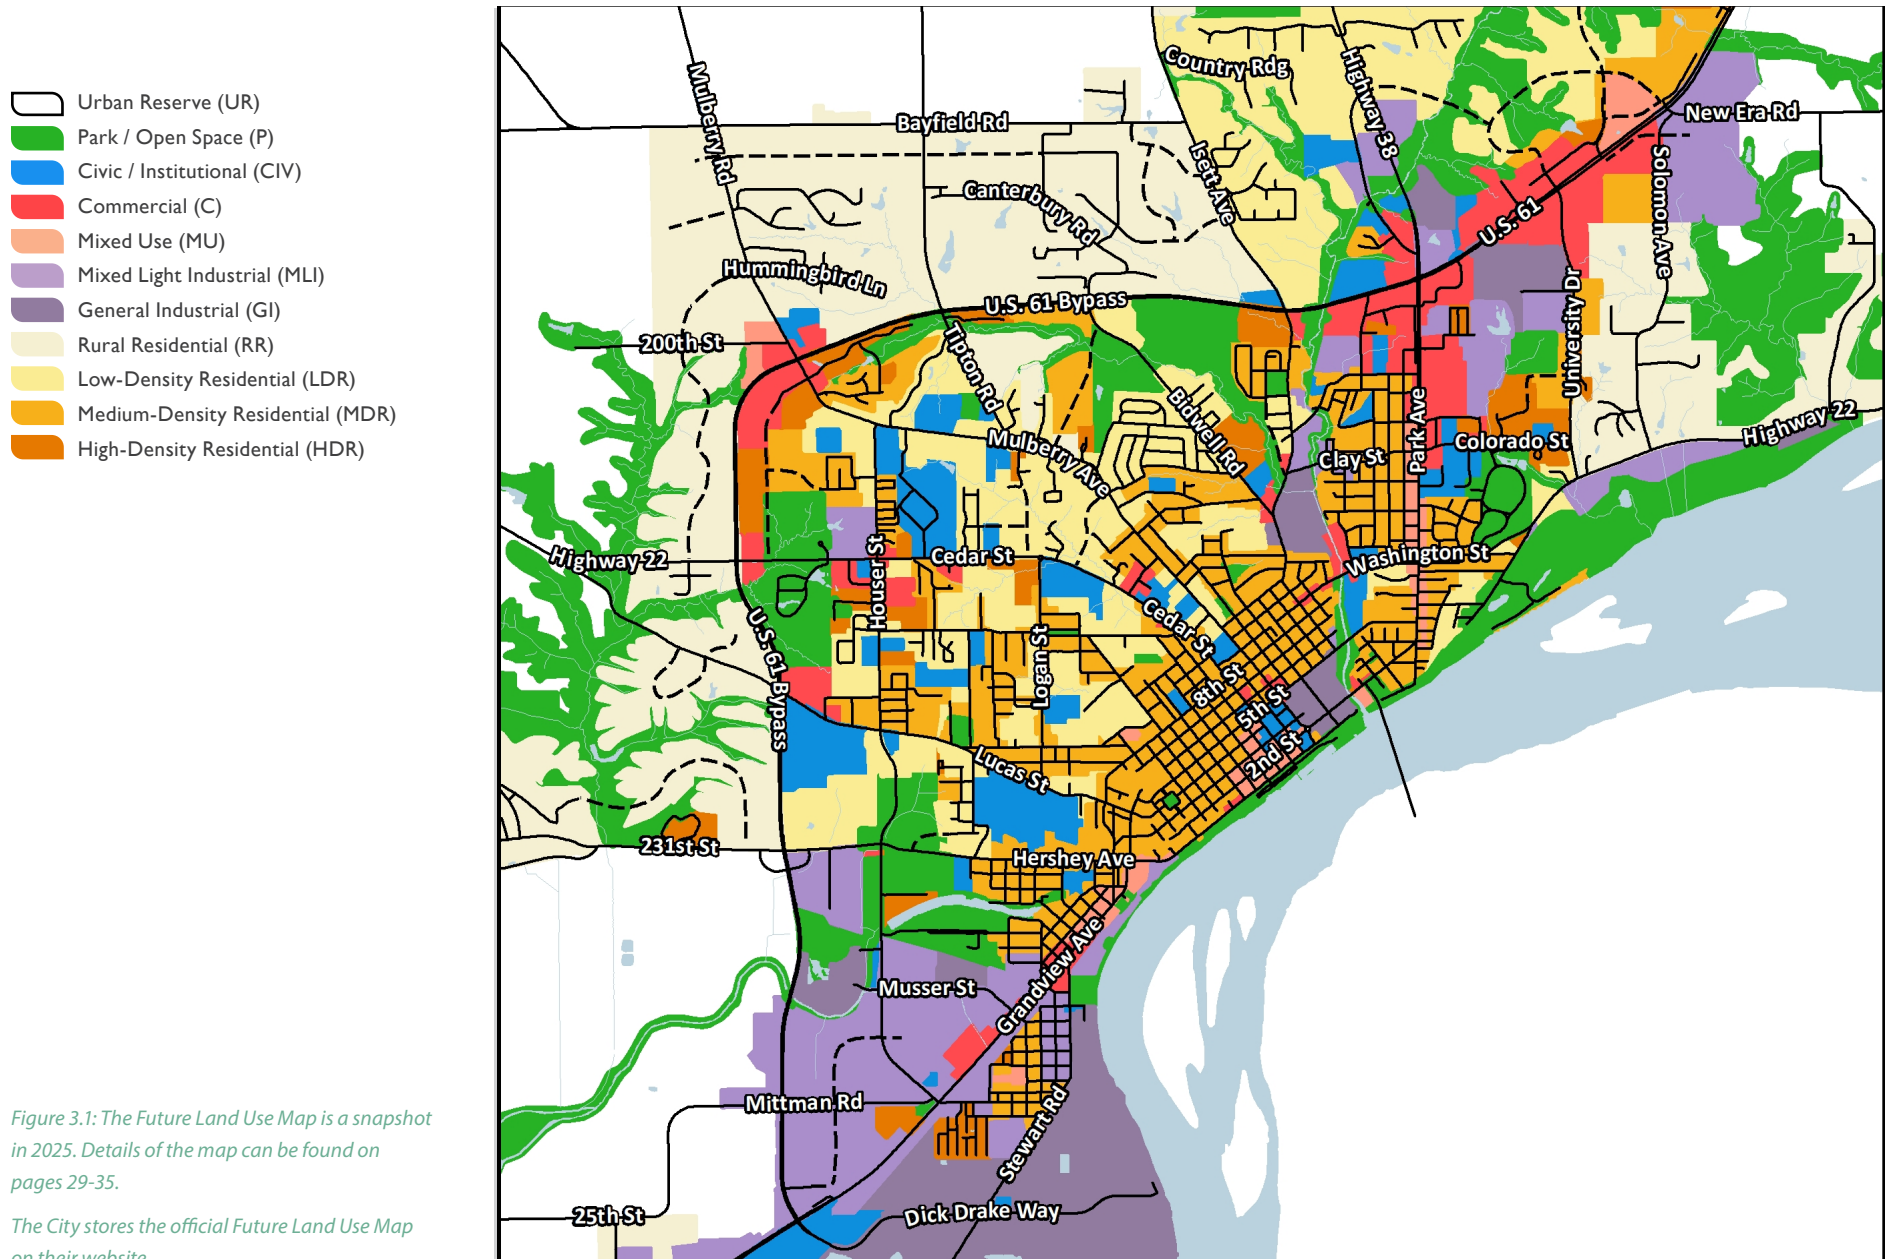 Urban Reserve (UR)
Park / Open Space (P)
Civic / Institutional (CIV)
Commercial (C)
Mixed Use (MU)
Mixed Light Industrial (MLI)
General Industrial (GI)
Rural Residential (RR)
Low-Density Residential (LDR)
Medium-Density Residential (MDR)
High-Density Residential (HDR)
Figure 3.1: The Future Land Use Map is a snapshot
in 2025. Details of the map can be found on
pages 29-35.
The City stores the official Future Land Use Map
on their website.
Country Rdg
Highway 38
Mulberry Rd
Bayfield Rd
New Era Rd
Isett Ave
Solomon Ave
Canterbury Rd
U.S. 61
Hummingbird Ln
U.S. 61 Bypass
200th St
Tipton Rd
University Dr
Bidwell Rd
Park Ave
Highway 22
Mulberry Ave
Clay St
Colorado St
Highway 22
Houser St
Cedar St
Washington St
Cedar St
U.S. 61 Bypass
Logan St
8th St
5th St
2nd St
Lucas St
231st St
Hershey Ave
Grandview Ave
Musser St
Mittman Rd
Stewart Rd
25th St
Dick Drake Way